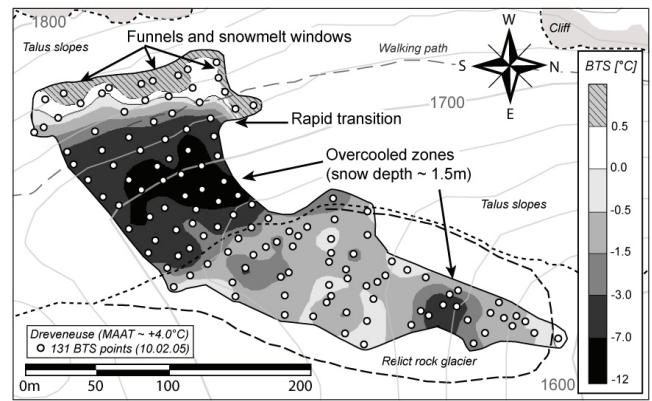 1800
Talus slopes
Funnels and snowmelt windows
Walking path
W
S N
E
Cliff
BTS [°C]
0.5
0.0
-0.5
-1.5
-3.0
-7.0
-12
1700
Rapid transition
Overcooled zones
(snow depth ~ 1.5m)
Talus slopes
Dreveneuse (MAAT ~ +4.0°C)
131 BTS points (10.02.05)
Relict rock glacier
0m 50 100 200
1600